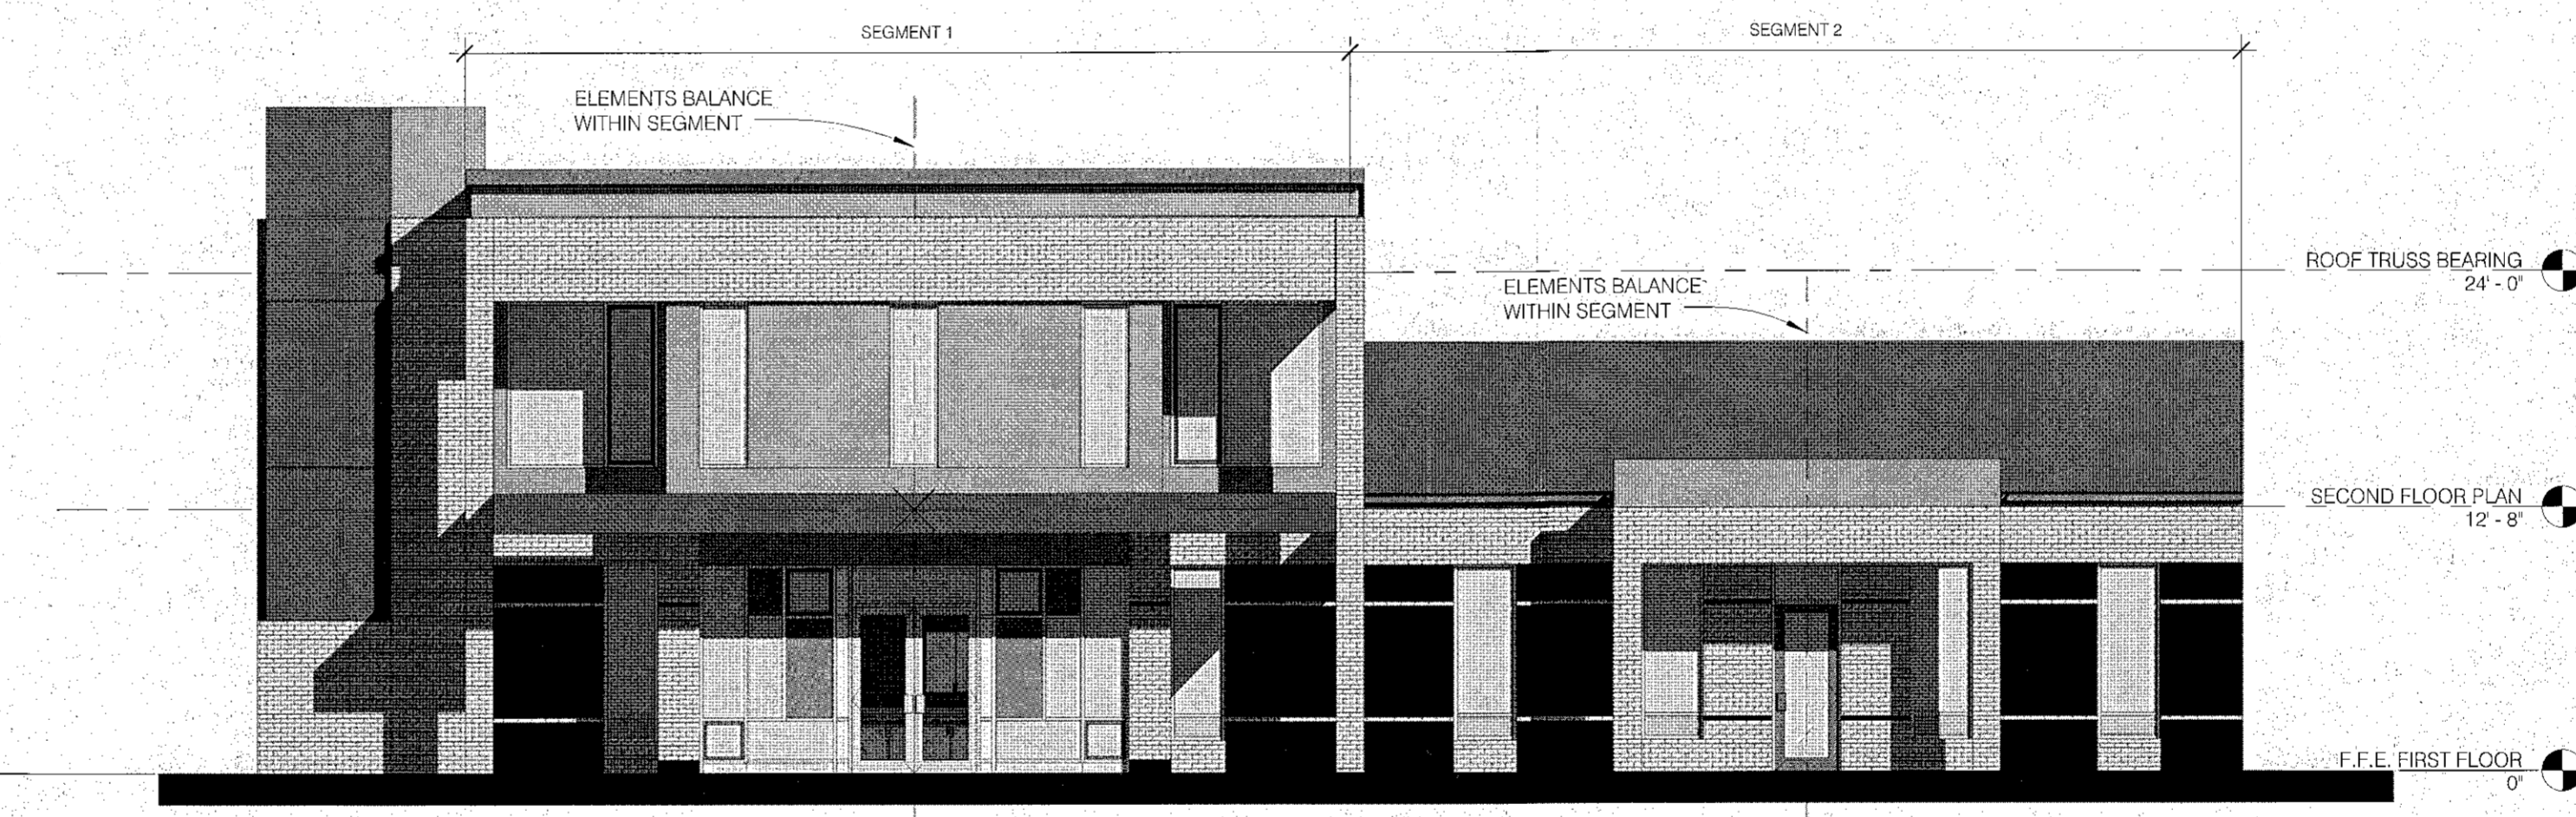 SEGMENT 1
SEGMENT 2
ELEMENTS BALANCE
WITHIN SEGMENT
ROOF TRUSS BEARING
24' - 0"
ELEMENTS BALANCE
WITHIN SEGMENT
SECOND FLOOR PLAN
12' - 8"
F.F.E. FIRST FLOOR
0"